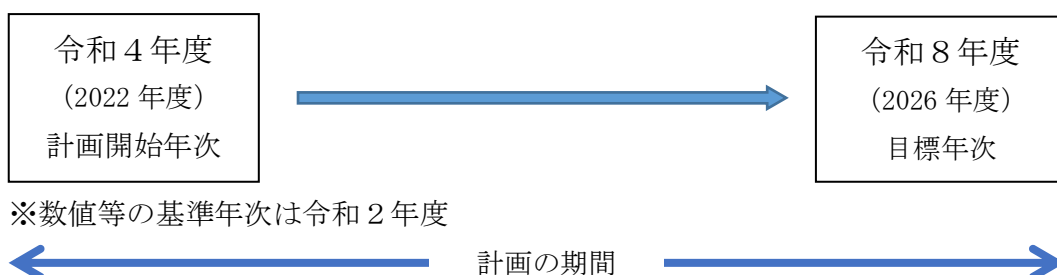 令和４年度
（2022 年度）
計画開始年次
令和８年度
（2026 年度）
目標年次
※数値等の基準年次は令和２年度
計画の期間